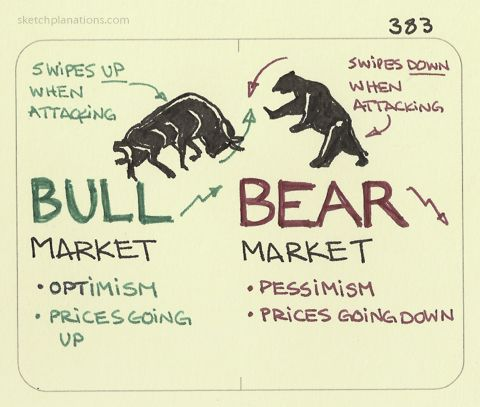 sketchplanations.com
383
SWIPES UP
WHEN
ATTACKING
SWIPES DOWN
WHEN
ATTACKING
BULL
MARKET
• OPTIMISM
• PRICES GOING
UP
BEAR
MARKET
• PESSIMISM
• PRICES GOING DOWN